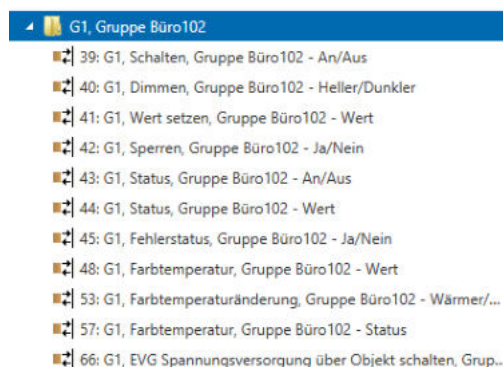 G1, Gruppe Büro102
39: G1, Schalten, Gruppe Büro102 - An/Aus
40: G1, Dimmen, Gruppe Büro102 - Heller/Dunkler
41: G1, Wert setzen, Gruppe Büro102 - Wert
42: G1, Sperren, Gruppe Büro102 - Ja/Nein
43: G1, Status, Gruppe Büro102 - An/Aus
44: G1, Status, Gruppe Büro102 - Wert
45: G1, Fehlerstatus, Gruppe Büro102 - Ja/Nein
48: G1, Farbtemperatur, Gruppe Büro102 - Wert
53: G1, Farbtemperaturänderung, Gruppe Büro102 - Wärmer/...
57: G1, Farbtemperatur, Gruppe Büro102 - Status
66: G1, EVG Spannungsversorgung über Objekt schalten, Grup...